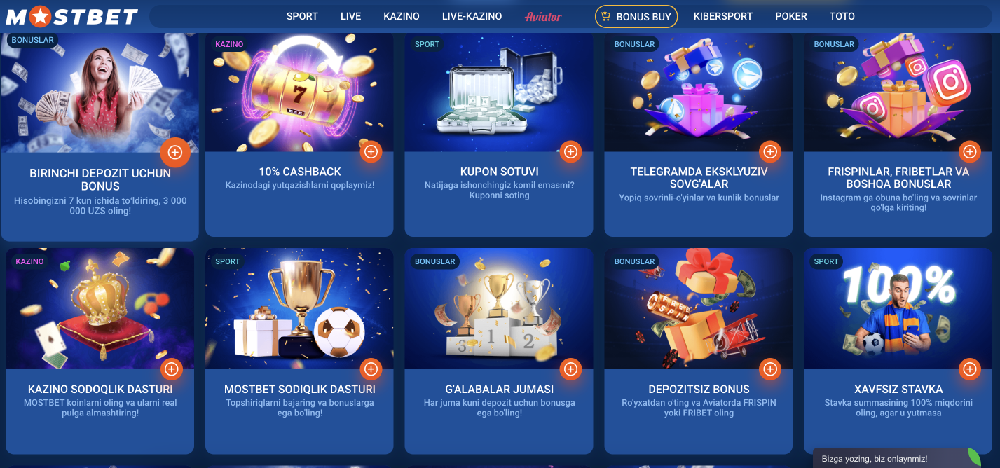 MOSTBET
SPORT
LIVE
KAZINO
LIVE-KAZINO
Aviator
BONUS BUY
KIBERSPORT
POKER
TOTO
BONUSLAR
BIRINCHI DEPOZIT UCHUN
BONUS
Hisobingizni 7 kun ichida to'ldiring, 3 000
000 UZS oling!
KAZINO
7
BAR
10% CASHBACK
Kazinodagi yutqazishlarni qoplaymiz!
SPORT
KUPON SOTUVI
Natijaga ishonchingiz komil emasmi?
Kuponni soting
BONUSLAR
TELEGRAMDA EKSKLYUZIV
SOVG'ALAR
Yopiq sovrinli-o'yinlar va kunlik bonuslar
BONUSLAR
FRISPINLAR, FRIBETLAR VA
BOSHQA BONUSLAR
Instagram ga obuna bo'ling va sovrinlar
qo'lga kiriting!
KAZINO
KAZINO SODOQLIK DASTURI
MOSTBET koinlarni oling va ularni real
pulga almashtiring!
SPORT
MOSTBET SODIQLIK DASTURI
Topshiriqlarni bajaring va bonuslarga
ega bo'ling!
BONUSLAR
3 1 2
G'ALABALAR JUMASI
Har juma kuni depozit uchun bonusga
ega bo'ling!
BONUSLAR
FREE
SPIN
DEPOZITSIZ BONUS
Ro'yxatdan o'ting va Aviatorda FRISPIN
yoki FRIBET oling
SPORT
100%
XAVFSIZ STAVKA
Stavka summasining 100% miqdorini
oling, agar u yutmasa
Bizga yozing, biz onlaynmiz!